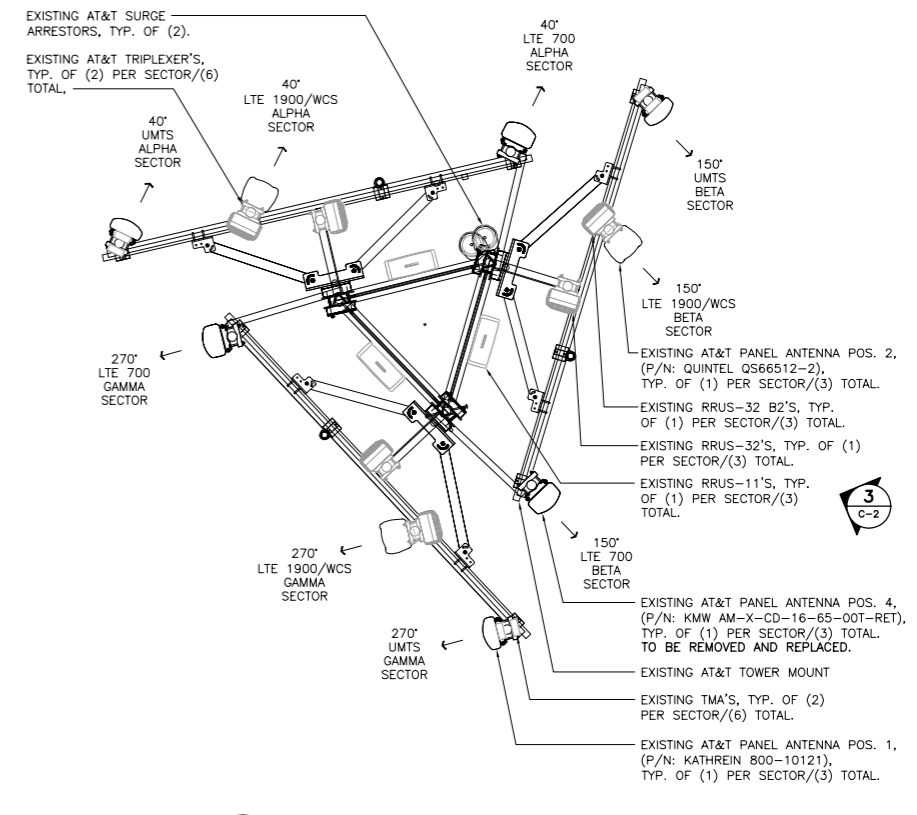 EXISTING AT&T SURGE
ARRESTORS, TYP. OF (2).
EXISTING AT&T TRIPLEXER'S,
TYP. OF (2) PER SECTOR/(6)
TOTAL,
40°
UMTS
ALPHA
SECTOR
40°
LTE 1900/WCS
ALPHA
SECTOR
40°
LTE 700
ALPHA
SECTOR
150°
UMTS
BETA
SECTOR
150°
LTE 1900/WCS
BETA
SECTOR
EXISTING AT&T PANEL ANTENNA POS. 2,
(P/N: QUINTEL QS66512-2),
TYP. OF (1) PER SECTOR/(3) TOTAL.
EXISTING RRUS-32 B2'S, TYP.
OF (1) PER SECTOR/(3) TOTAL.
EXISTING RRUS-32'S, TYP. OF (1)
PER SECTOR/(3) TOTAL.
EXISTING RRUS-11'S, TYP.
OF (1) PER SECTOR/(3)
TOTAL.
3
C-2
270°
LTE 700
GAMMA
SECTOR
270°
LTE 1900/WCS
GAMMA
SECTOR
150°
LTE 700
BETA
SECTOR
270°
UMTS
GAMMA
SECTOR
EXISTING AT&T PANEL ANTENNA POS. 4,
(P/N: KMW AM-X-CD-16-65-00T-RET),
TYP. OF (1) PER SECTOR/(3) TOTAL.
TO BE REMOVED AND REPLACED.
EXISTING AT&T TOWER MOUNT
EXISTING TMA'S, TYP. OF (2)
PER SECTOR/(6) TOTAL.
EXISTING AT&T PANEL ANTENNA POS. 1,
(P/N: KATHREIN 800-10121),
TYP. OF (1) PER SECTOR/(3) TOTAL.